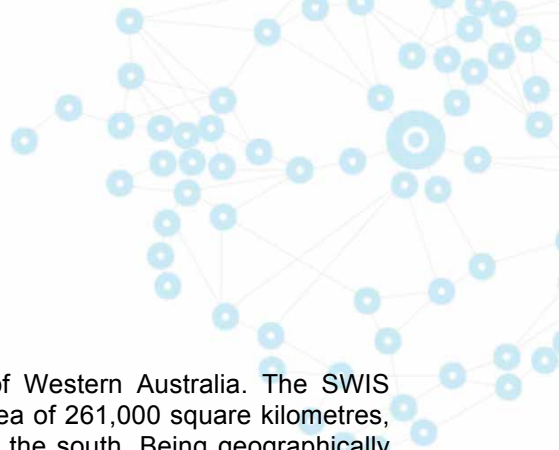 of Western Australia. The SWIS
ea of 261,000 square kilometres,
the south. Being geographically